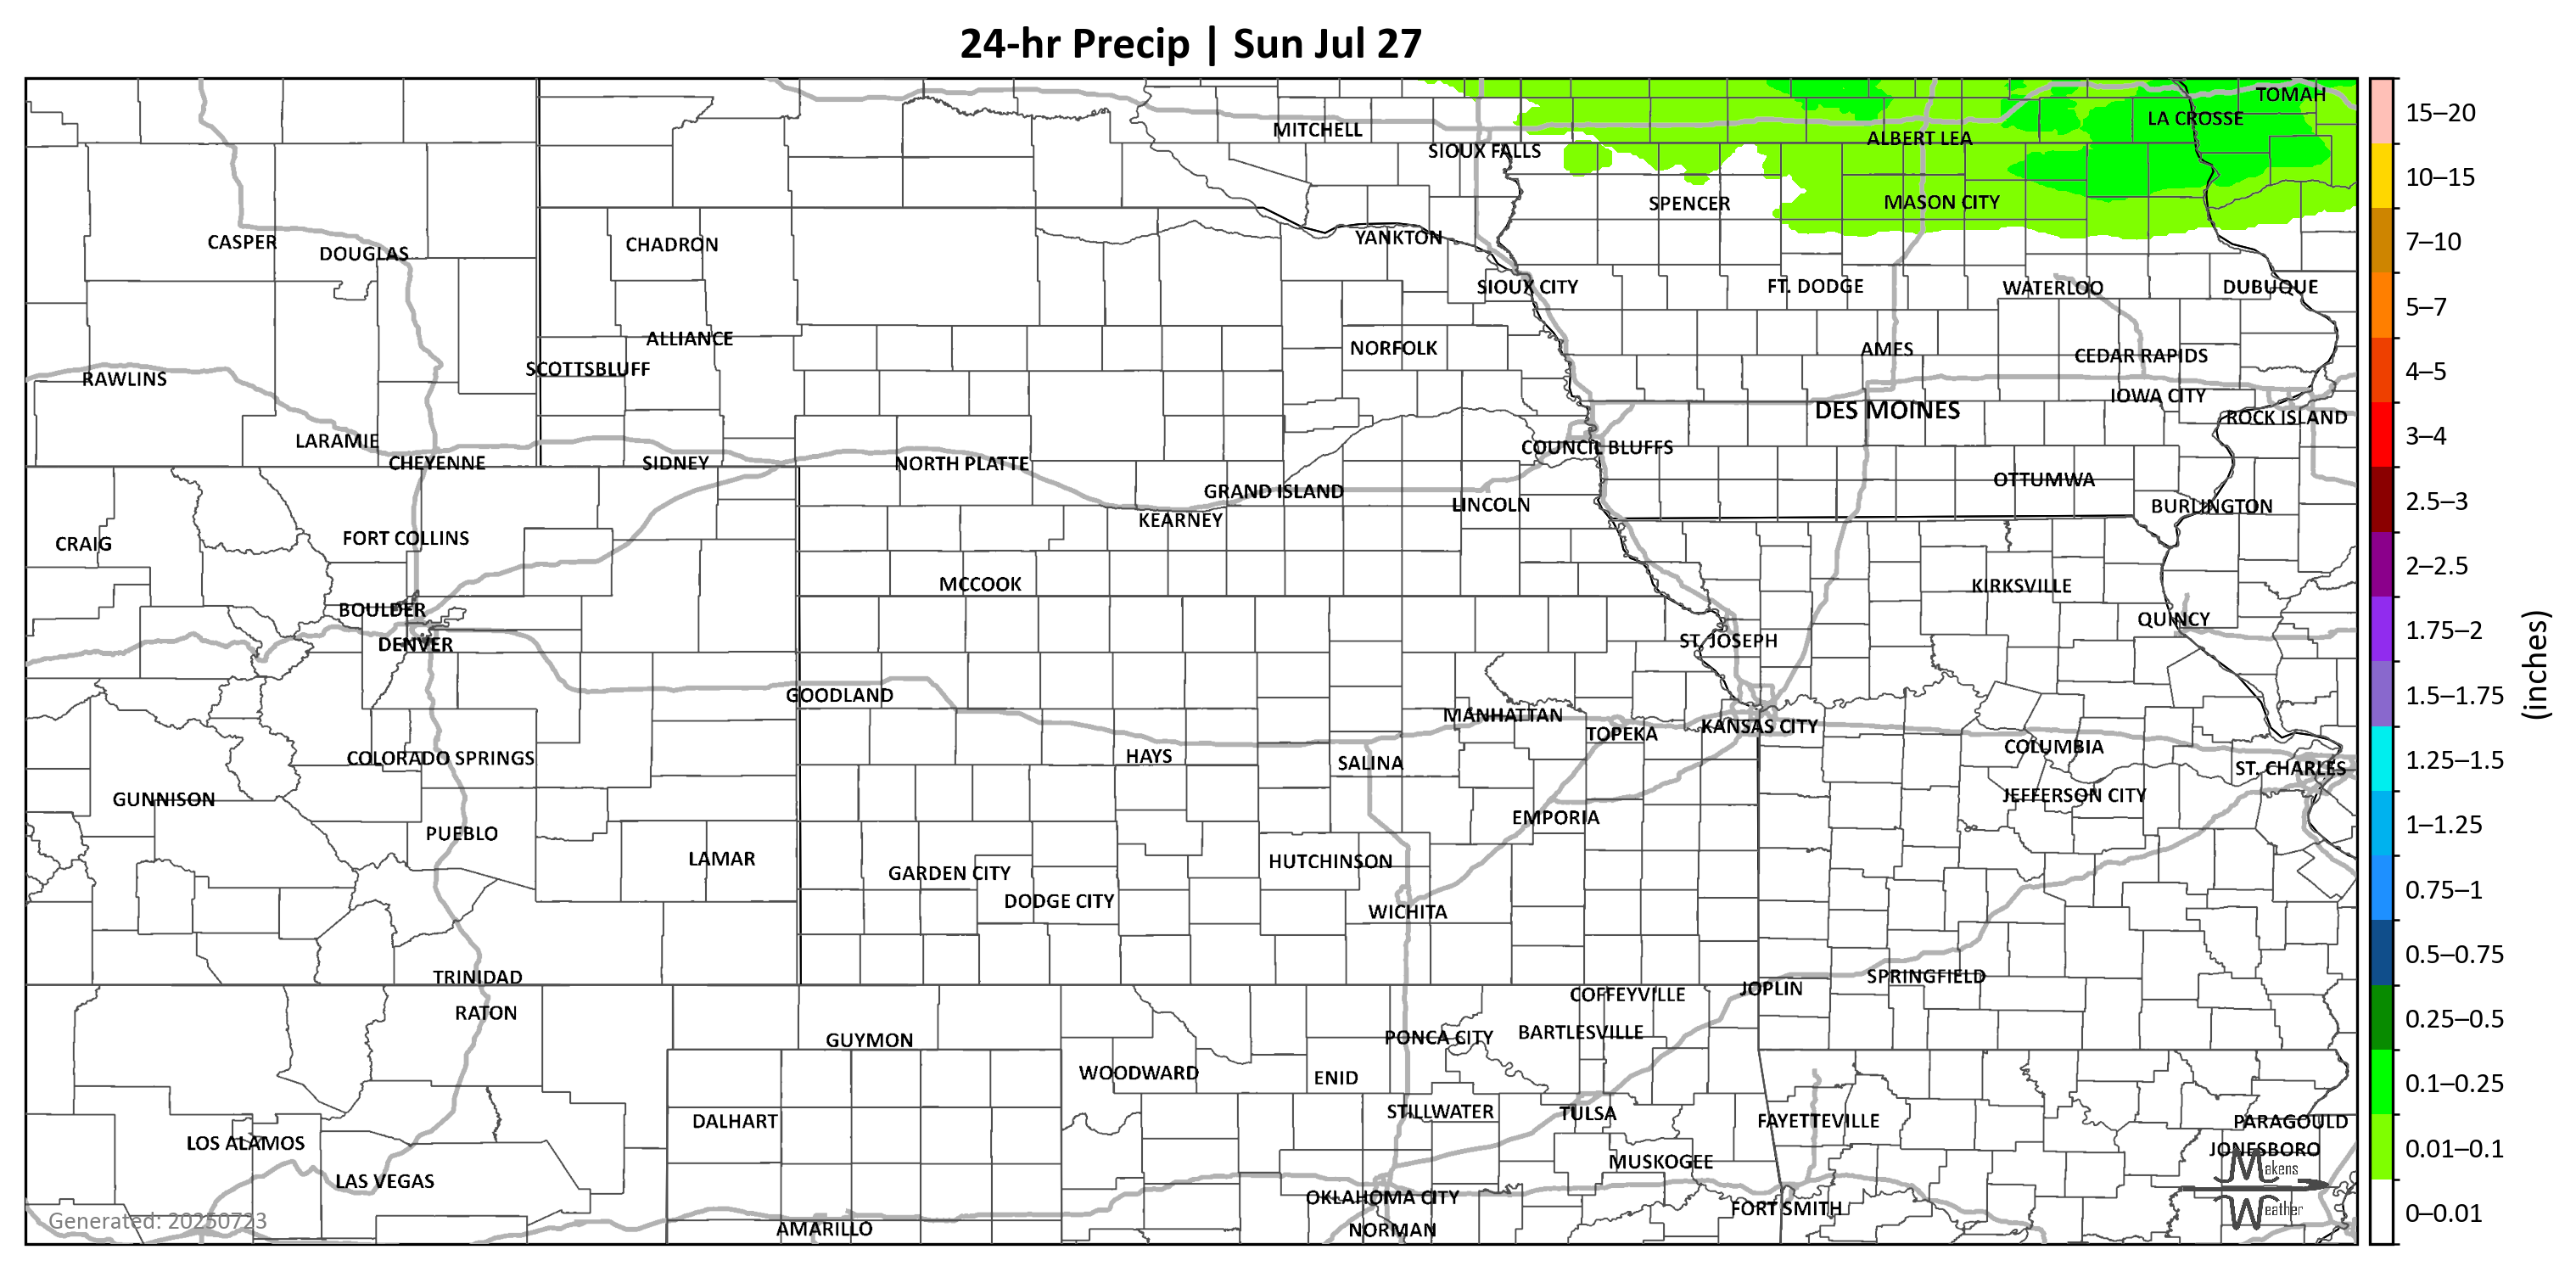 24-hr Precip | Sun Jul 27
TOMAH
LA CROSSE
MITCHELL
ALBERT LEA
SIOUX FALLS
SPENCER
MASON CITY
CASPER
DOUGLAS
CHADRON
YANKTON
SIOUX CITY
FT. DODGE
WATERLOO
DUBUQUE
ALLIANCE
NORFOLK
AMES
CEDAR RAPIDS
SCOTTSBLUFF
RAWLINS
IOWA CITY
DES MOINES
ROCK ISLAND
LARAMIE
COUNCIL BLUFFS
CHEYENNE
SIDNEY
NORTH PLATTE
OTTUMWA
GRAND ISLAND
LINCOLN
BURLINGTON
KEARNEY
CRAIG
FORT COLLINS
MCCOOK
KIRKSVILLE
BOULDER
QUINCY
DENVER
ST. JOSEPH
GOODLAND
MANHATTAN
TOPEKA
KANSAS CITY
COLUMBIA
COLORADO SPRINGS
HAYS
SALINA
ST. CHARLES
GUNNISON
JEFFERSON CITY
EMPORIA
PUEBLO
LAMAR
HUTCHINSON
GARDEN CITY
DODGE CITY
WICHITA
TRINIDAD
SPRINGFIELD
JOPLIN
COFFEYVILLE
RATON
GUYMON
PONCA CITY
BARTLESVILLE
WOODWARD
ENID
DALHART
STILLWATER
TULSA
FAYETTEVILLE
PARAGOULD
LOS ALAMOS
JONESBORO
MUSKOGEE
LAS VEGAS
OKLAHOMA CITY
FORT SMITH
AMARILLO
NORMAN
Generated: 20250723
Makens
Weather
15–20
10–15
7–10
5–7
4–5
3–4
2.5–3
2–2.5
1.75–2
1.5–1.75
1.25–1.5
1–1.25
0.75–1
0.5–0.75
0.25–0.5
0.1–0.25
0.01–0.1
0–0.01
(inches)